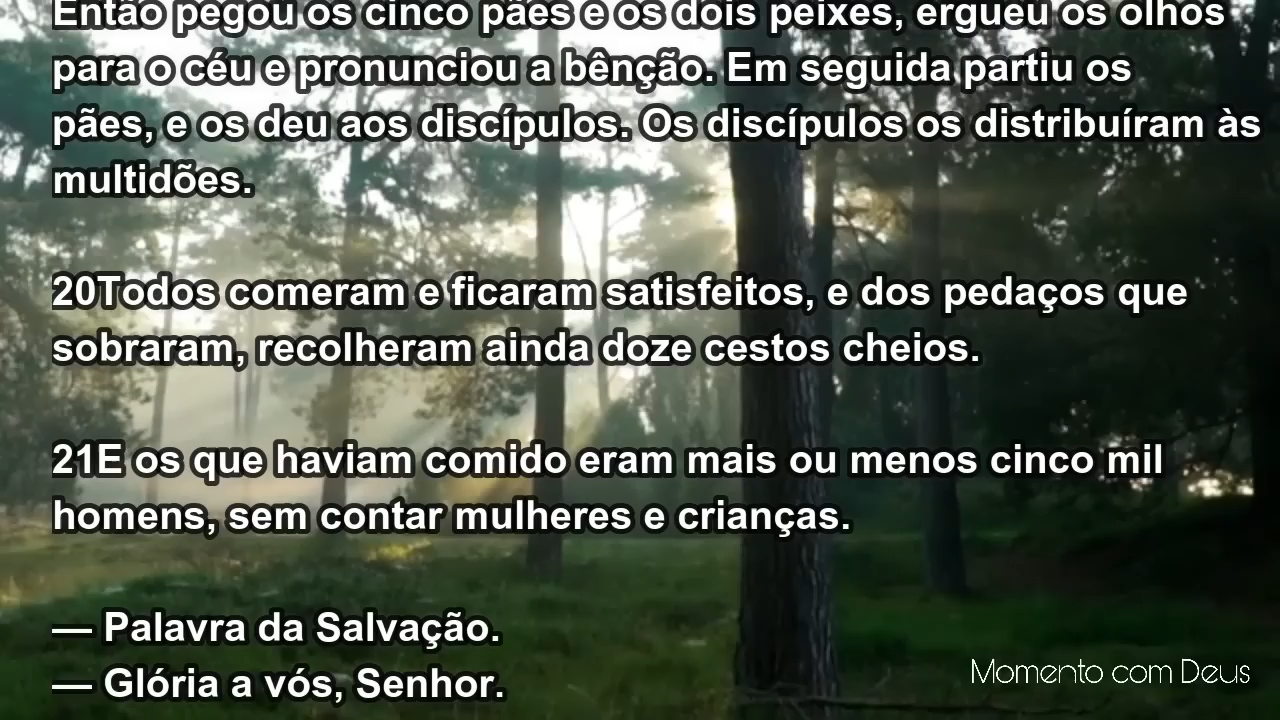 Então pegou os cinco pães e os dois peixes, ergueu os olhos
para o céu e pronunciou a bênção. Em seguida partiu os
pães, e os deu aos discípulos. Os discípulos os distribuíram às
multidões.
20Todos comeram e ficaram satisfeitos, e dos pedaços que
sobraram, recolheram ainda doze cestos cheios.
21E os que haviam comido eram mais ou menos cinco mil
homens, sem contar mulheres e crianças.
— Palavra da Salvação.
— Glória a vós, Senhor.
Momento com Deus